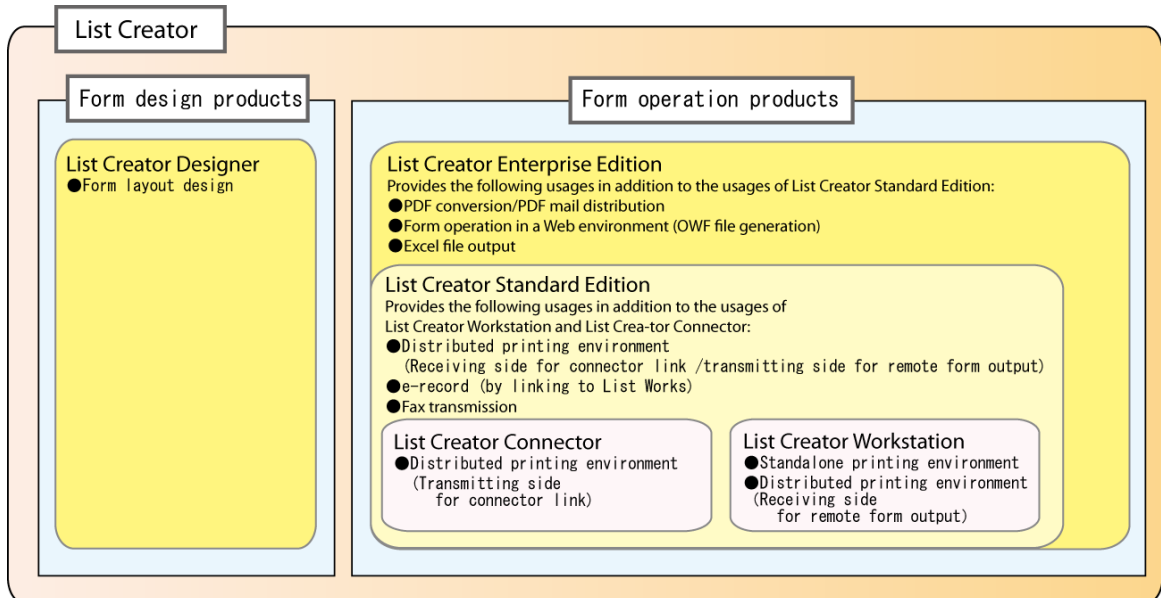 List Creator
Form design products
List Creator Designer
●Form layout design
Form operation products
List Creator Enterprise Edition
Provides the following usages in addition to the usages of List Creator Standard Edition:
●PDF conversion/PDF mail distribution
●Form operation in a Web environment (OWF file generation)
●Excel file output
List Creator Standard Edition
Provides the following usages in addition to the usages of
List Creator Workstation and List Crea-tor Connector:
●Distributed printing environment
(Receiving side for connector link /transmitting side for remote form output)
●e-record (by linking to List Works)
●Fax transmission
List Creator Connector
●Distributed printing environment
(Transmitting side
for connector link)
List Creator Workstation
●Standalone printing environment
●Distributed printing environment
(Receiving side
for remote form output)